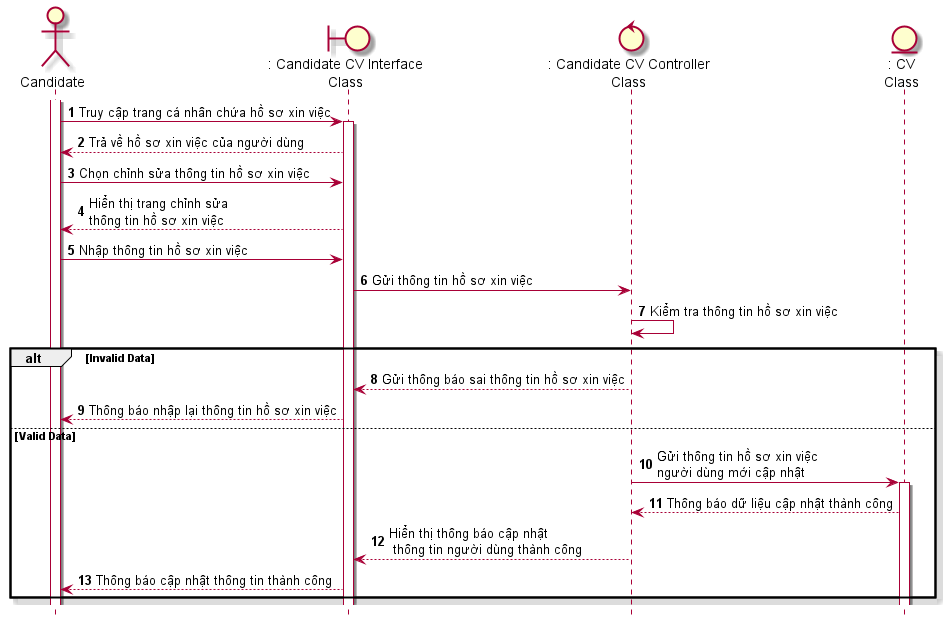 Candidate
: Candidate CV Interface
Class
: Candidate CV Controller
Class
: CV
Class
1 Truy cập trang cá nhân chứa hồ sơ xin việc
2 Trả về hồ sơ xin việc của người dùng
3 Chọn chỉnh sửa thông tin hồ sơ xin việc
4 Hiển thị trang chỉnh sửa
thông tin hồ sơ xin việc
5 Nhập thông tin hồ sơ xin việc
6 Gửi thông tin hồ sơ xin việc
7 Kiểm tra thông tin hồ sơ xin việc
alt [Invalid Data]
8 Gửi thông báo sai thông tin hồ sơ xin việc
9 Thông báo nhập lại thông tin hồ sơ xin việc
[Valid Data]
10 Gửi thông tin hồ sơ xin việc
người dùng mới cập nhật
11 Thông báo dữ liệu cập nhật thành công
12 Hiển thị thông báo cập nhật
thông tin người dùng thành công
13 Thông báo cập nhật thông tin thành công